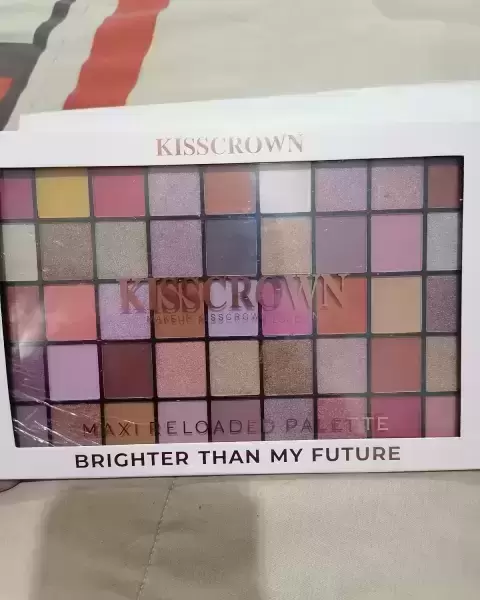 KISSCROWN
KISSCROWN
MAXI RELOADED PALETTE
BRIGHTER THAN MY FUTURE